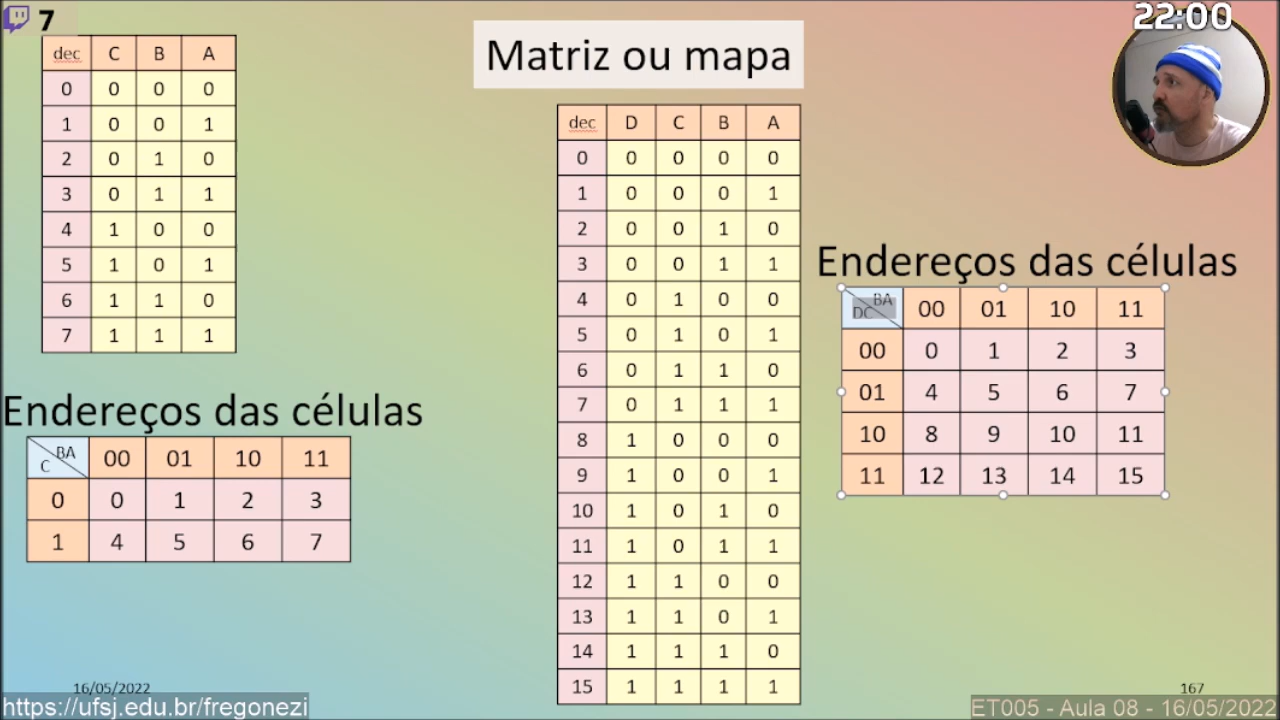 7
22:00
Matriz ou mapa
dec C B A
0 0 0 0
1 0 0 1
2 0 1 0
3 0 1 1
4 1 0 0
5 1 0 1
6 1 1 0
7 1 1 1
Endereços das células
BA
C
00 01 10 11
0 0 1 2 3
1 4 5 6 7
dec D C B A
0 0 0 0 0
1 0 0 0 1
2 0 0 1 0
3 0 0 1 1
4 0 1 0 0
5 0 1 0 1
6 0 1 1 0
7 0 1 1 1
8 1 0 0 0
9 1 0 0 1
10 1 0 1 0
11 1 0 1 1
12 1 1 0 0
13 1 1 0 1
14 1 1 1 0
15 1 1 1 1
Endereços das células
BA
DC
00 01 10 11
00 0 1 2 3
01 4 5 6 7
10 8 9 10 11
11 12 13 14 15
16/05/2022
167
https://ufsj.edu.br/fregonezi
ET005 - Aula 08 - 16/05/2022